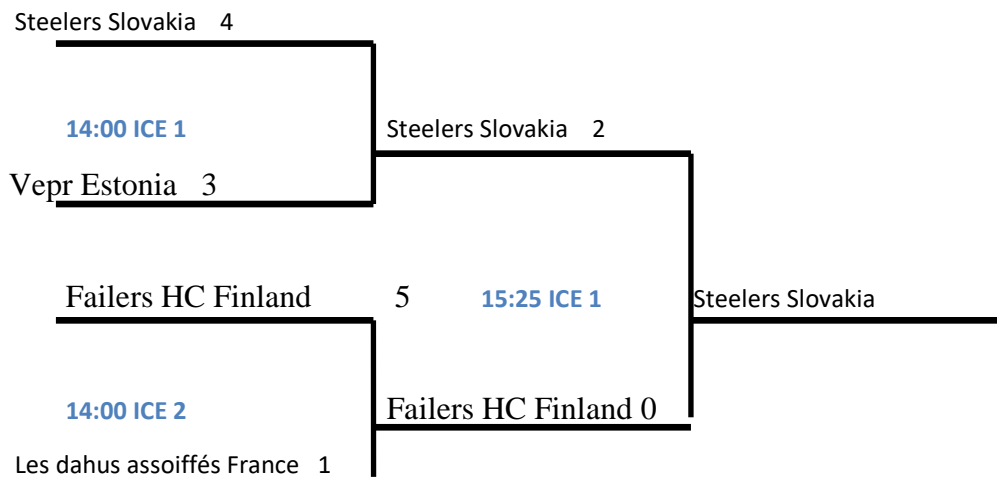 Steelers Slovakia 4
14:00 ICE 1
Steelers Slovakia 2
Vepr Estonia 3
Failers HC Finland 5
15:25 ICE 1
Steelers Slovakia
14:00 ICE 2
Failers HC Finland 0
Les dahus assoiffés France 1